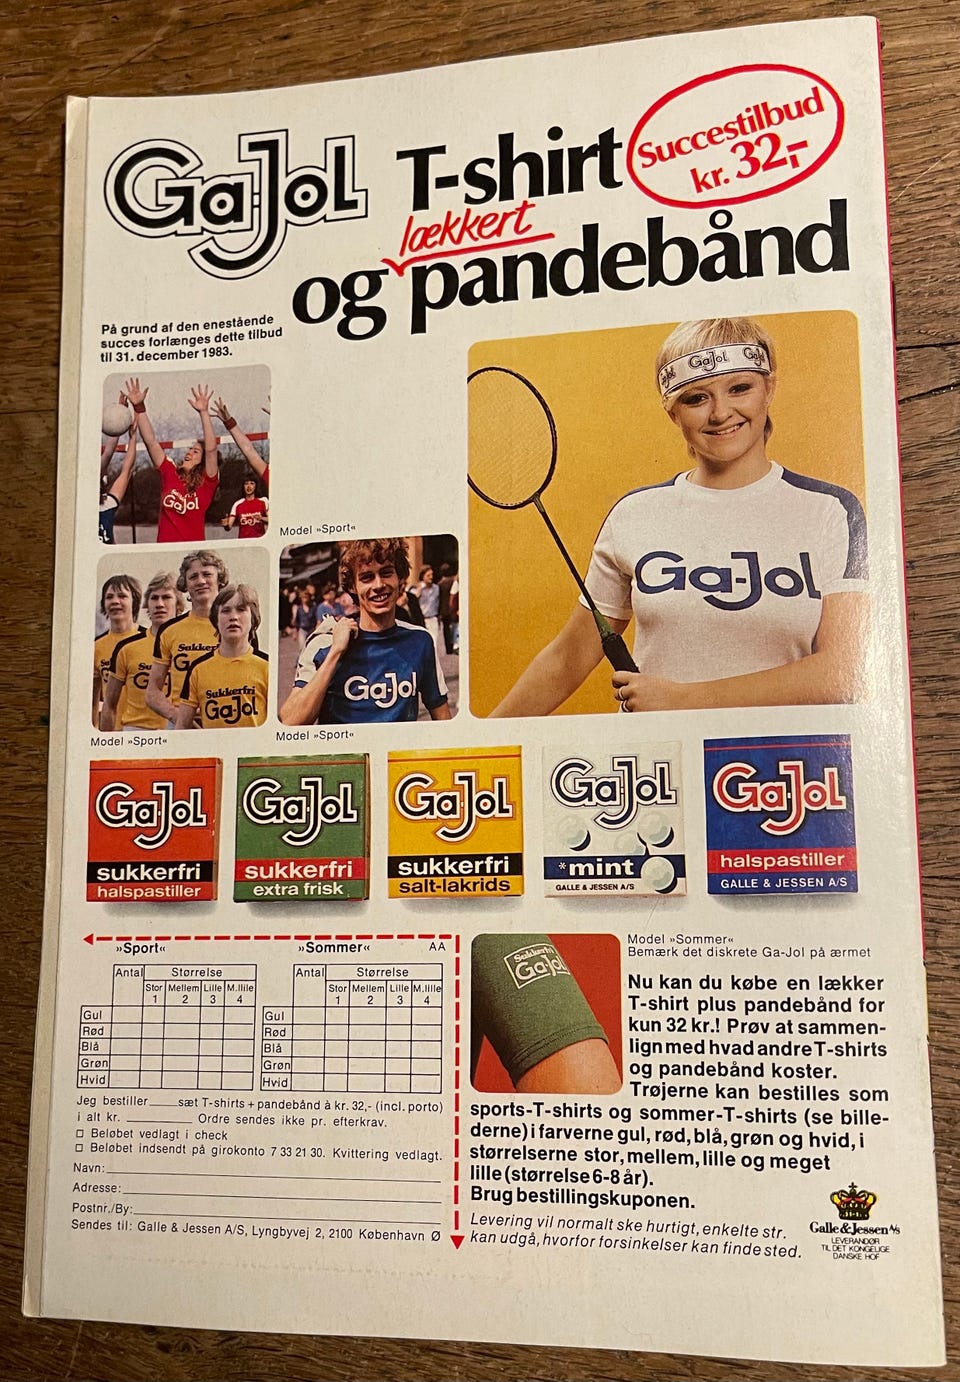 Ga-Jol T-shirt
lækkert
og pandebånd
Succestilbud
kr. 32,-
På grund af den enestående
succes forlænges dette tilbud
til 31. december 1983.
Ga-Jol
Ga-Jol
Model »Sport«
Ga-Jol
Ga-Jol
Sukkerfri
Ga-Jol
Model »Sport«
Ga-Jol
Model »Sport«
Ga-Jol
sukkerfri
halspastiller
Ga-Jol
sukkerfri
extra frisk
Ga-Jol
sukkerfri
salt-lakrids
Ga-Jol
*mint
GALLE & JESSEN A/S
Ga-Jol
halspastiller
GALLE & JESSEN A/S
»Sport« »Sommer« AA
Antal Størrelse Antal Størrelse
Stor Mellem Lille M.lille Stor Mellem Lille M.lille
1 2 3 4 1 2 3 4
Gul Gul
Rød Rød
Blå Blå
Grøn Grøn
Hvid Hvid
Jeg bestiller____sæt T-shirts + pandebånd à kr. 32,- (incl. porto)
i alt kr. ________ Ordre sendes ikke pr. efterkrav.
□ Beløbet vedlagt i check
□ Beløbet indsendt på girokonto 7 33 21 30. Kvittering vedlagt.
Navn:
Adresse:
Postnr./By:
Sendes til: Galle & Jessen A/S, Lyngbyvej 2, 2100 København Ø
Sukkerfri
Ga-Jol
Model »Sommer«
Bemærk det diskrete Ga-Jol på ærmet
Nu kan du købe en lækker
T-shirt plus pandebånd for
kun 32 kr.! Prøv at sammen-
lign med hvad andre T-shirts
og pandebånd koster.
Trøjerne kan bestilles som
sports-T-shirts og sommer-T-shirts (se bille-
derne) i farverne gul, rød, blå, grøn og hvid, i
størrelserne stor, mellem, lille og meget
lille (størrelse 6-8 år).
Brug bestillingskuponen.
Levering vil normalt ske hurtigt, enkelte str.
kan udgå, hvorfor forsinkelser kan finde sted.
Galle & Jessen A/S
LEVERANDØR
TIL DET KONGELIGE
DANSKE HOF